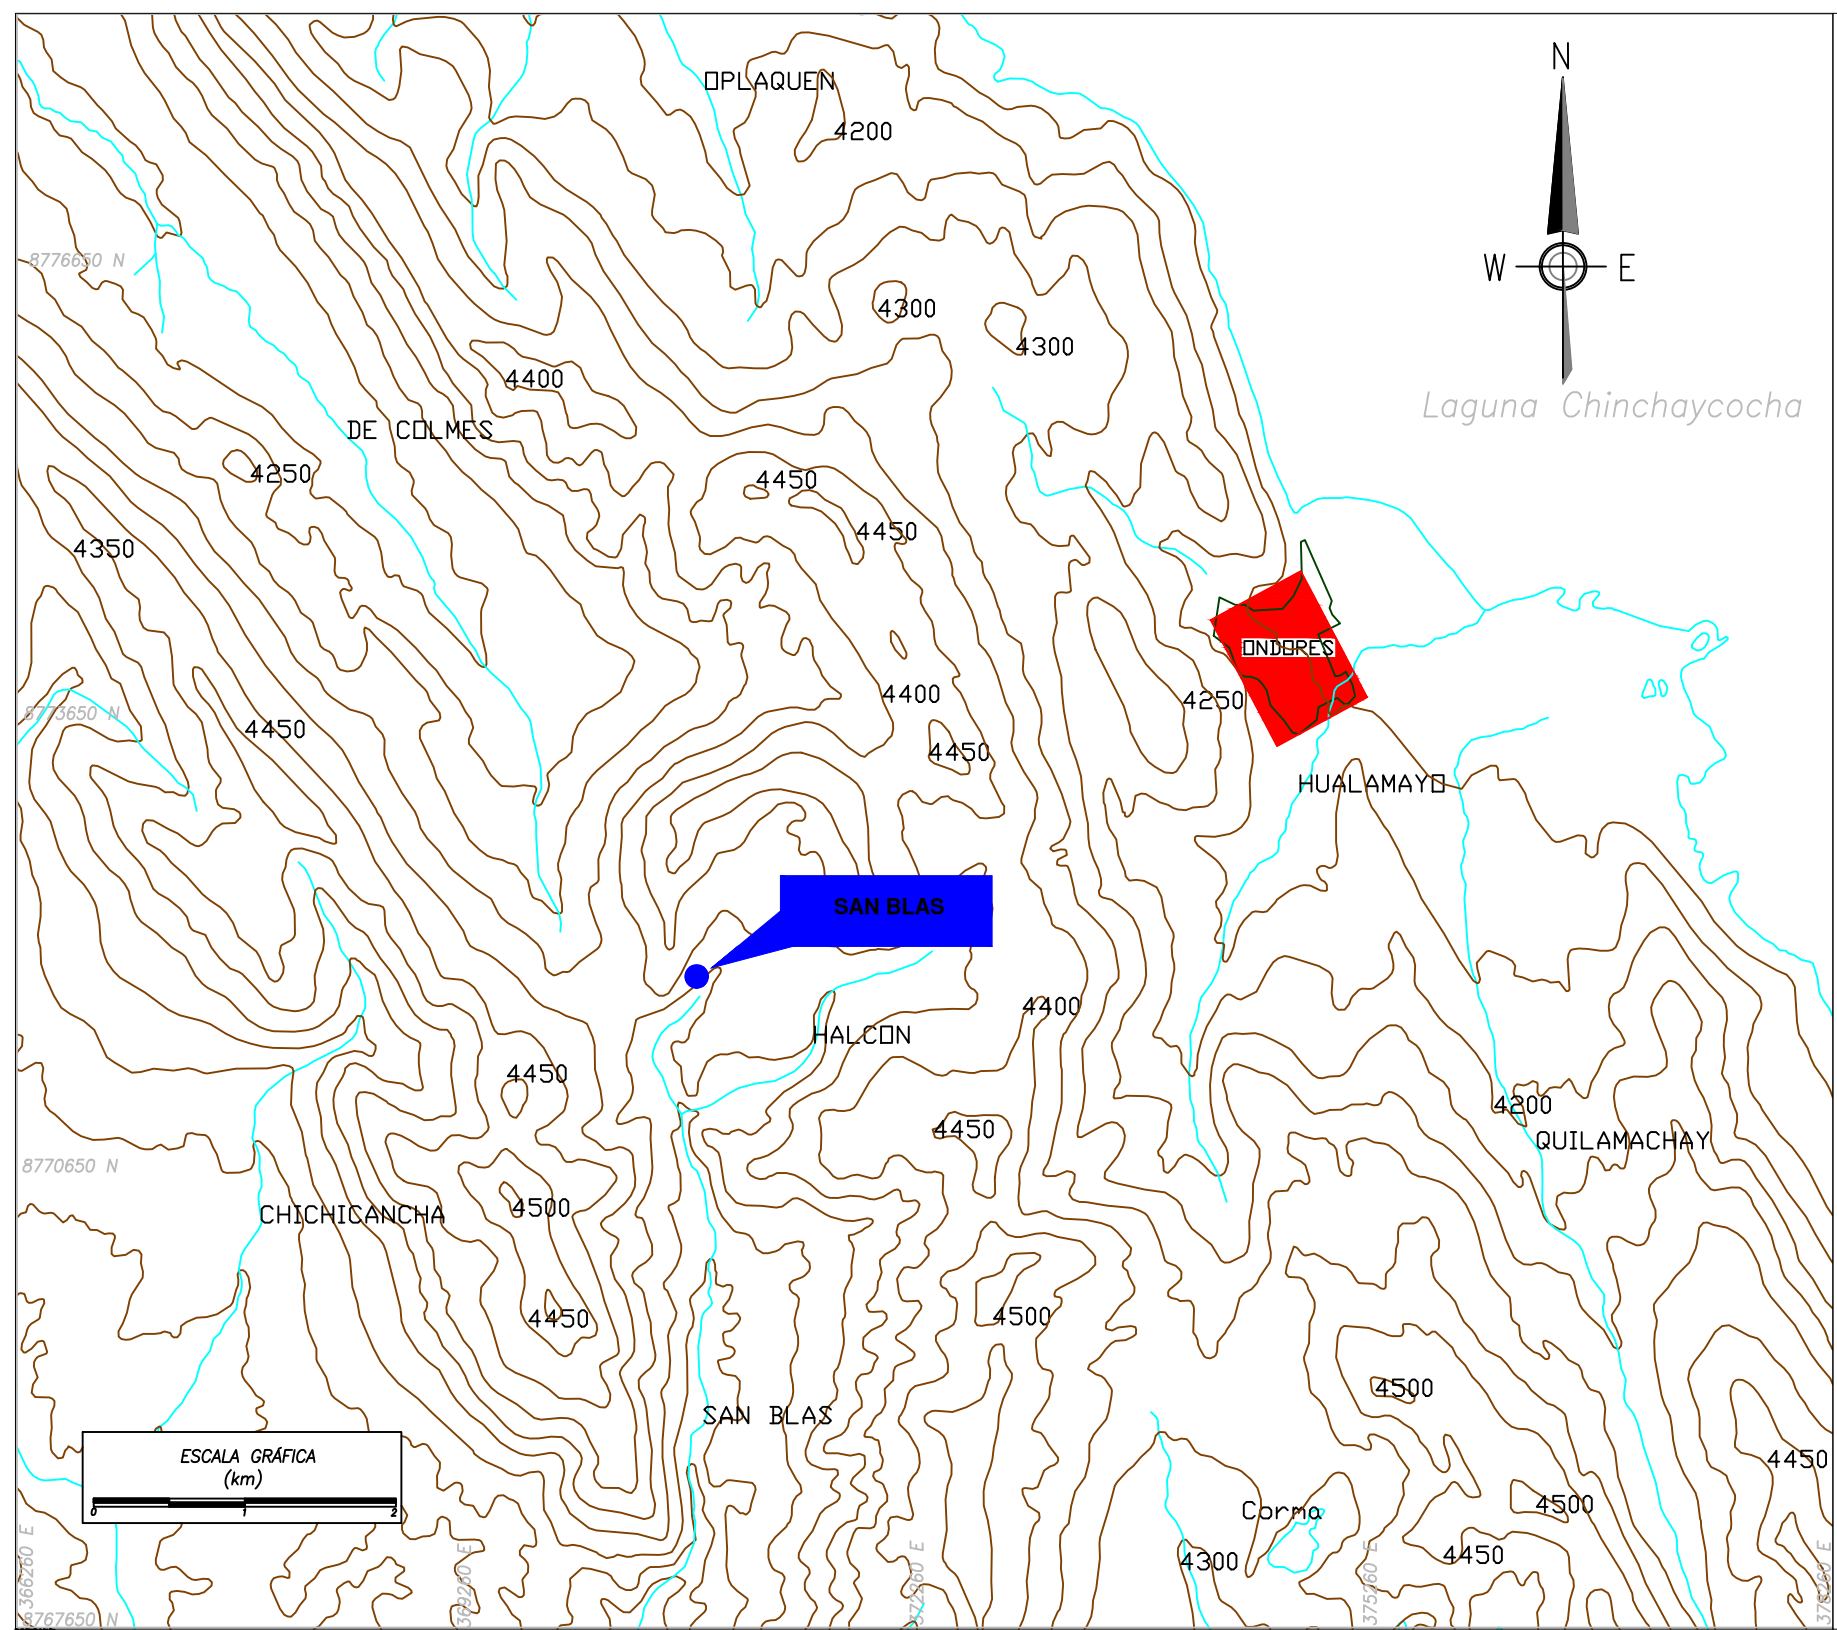 N
OPLAQUEN
4200
8776650 N
W
E
4300
4300
4400
Laguna Chinchaycocha
DE COLMES
4250
4450
4450
4350
ONDORES
4400
4250
8773650 N
4450
4450
HUALAMAYO
SAN BLAS
4400
HALCON
4450
4200
4450
QUILAMACHAY
8770650 N
4500
CHICHICANCHA
4500
4450
4500
SAN BLAS
4450
ESCALA GRÁFICA
(km)
0 1 2
4500
Corma
4450
4300
366260 E
369260 E
372260 E
375260 E
378260 E
8767650 N